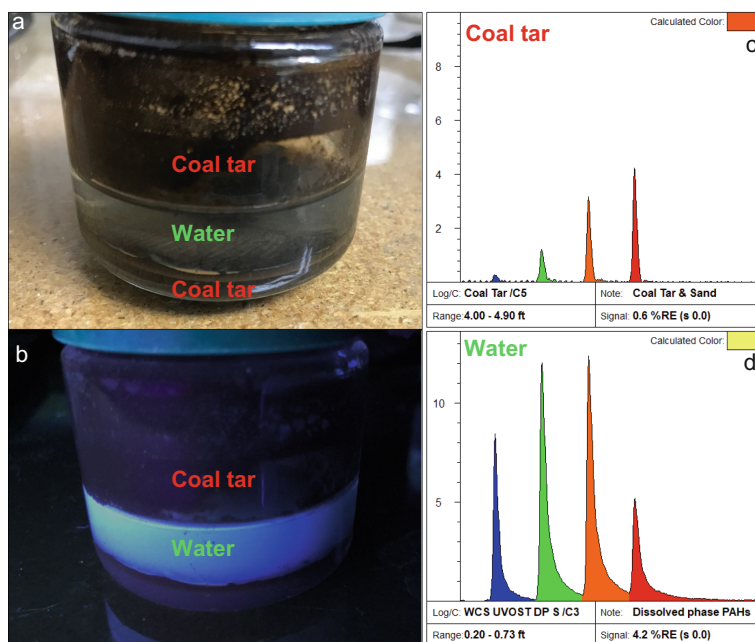 a
Coal tar
Water
Coal tar
b
Coal tar
Water
Calculated Color:
Coal tar
c
8
6
4
2
Log/C: Coal Tar /C5
Note: Coal Tar & Sand
Range: 4.00 - 4.90 ft
Signal: 0.6 %RE (s 0.0)
Calculated Color:
Water
d
10
5
Log/C: WCS UVOST DP S /C3
Note: Dissolved phase PAHs
Range: 0.20 - 0.73 ft
Signal: 4.2 %RE (s 0.0)